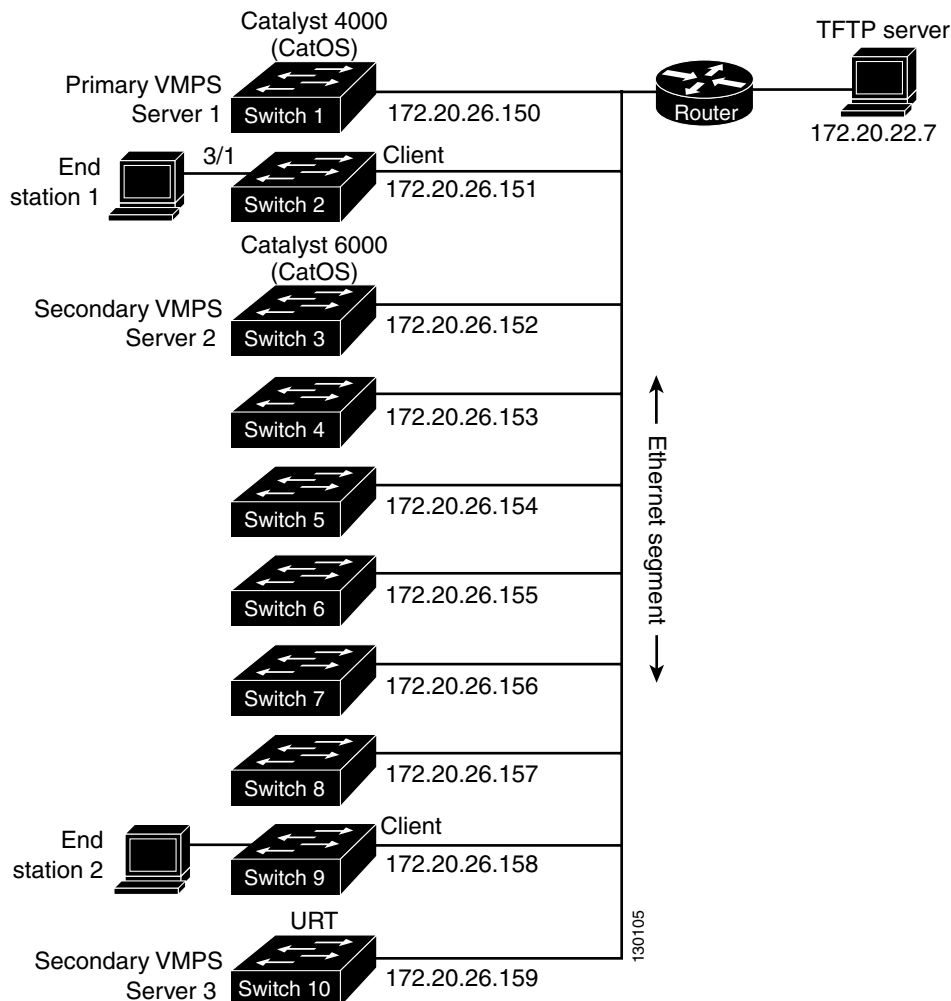 Catalyst 4000
(CatOS)
TFTP server
Primary VMPS
Server 1
Switch 1
172.20.26.150
Router
172.20.22.7
End
station 1
3/1
Client
Switch 2
172.20.26.151
Catalyst 6000
(CatOS)
Secondary VMPS
Server 2
Switch 3
172.20.26.152
Switch 4
172.20.26.153
Switch 5
172.20.26.154
Ethernet segment
Switch 6
172.20.26.155
Switch 7
172.20.26.156
Switch 8
172.20.26.157
End
station 2
Client
Switch 9
172.20.26.158
URT
130105
Secondary VMPS
Server 3
Switch 10
172.20.26.159